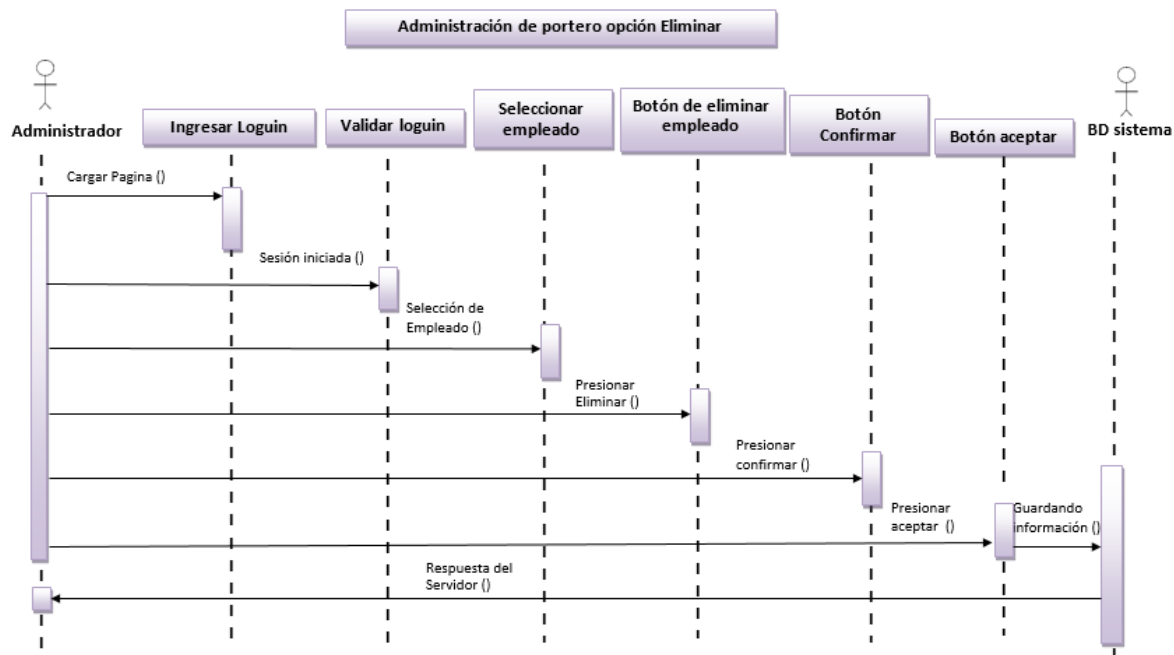 Administración de portero opción Eliminar
Administrador
Ingresar Loguin
Validar loguin
Seleccionar
empleado
Botón de eliminar
empleado
Botón
Confirmar
Botón aceptar
BD sistema
Cargar Pagina ()
Sesión iniciada ()
Selección de
Empleado ()
Presionar
Eliminar ()
Presionar
confirmar ()
Presionar
aceptar ()
Guardando
información ()
Respuesta del
Servidor ()